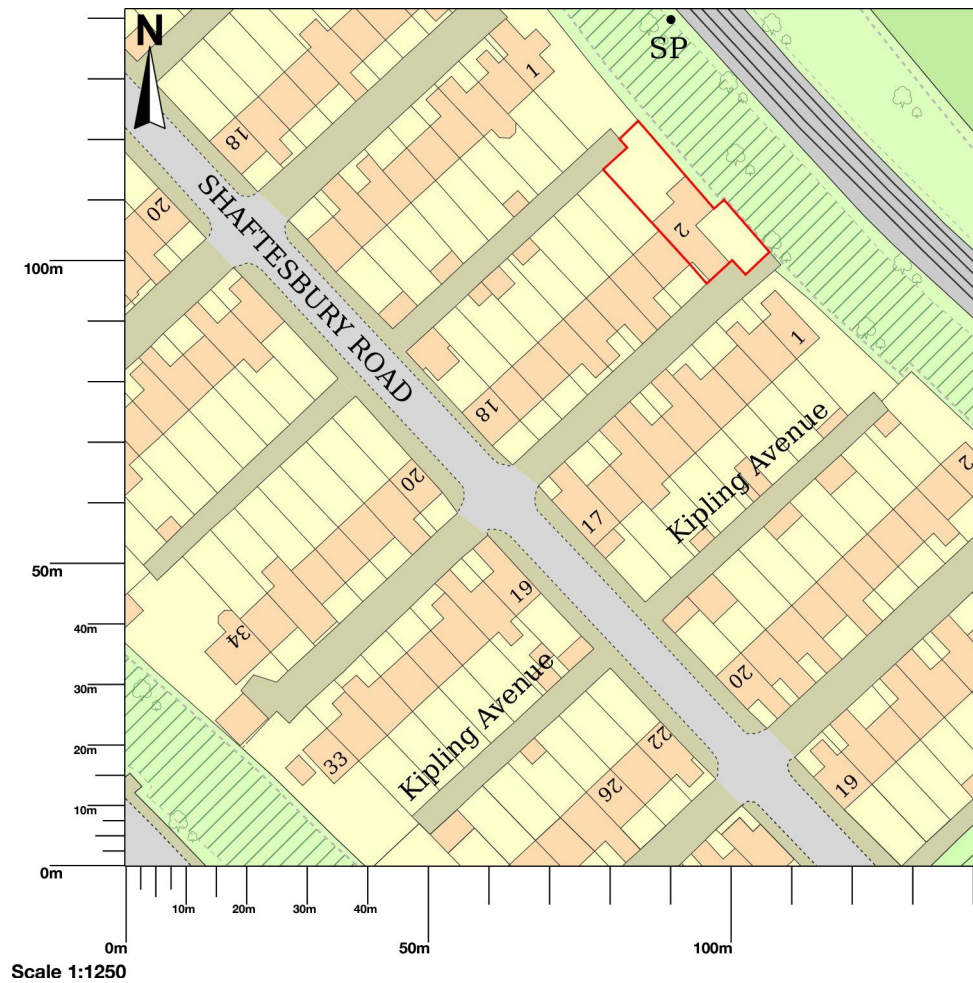 N
SP
1
18
SHAFTESBURY ROAD
20
2
100m
1
18
Kipling Avenue
20
2
17
50m
19
40m
34
20
30m
Kipling Avenue
22
20m
33
26
19
10m
0m
10m
20m
30m
40m
0m
50m
100m
Scale 1:1250